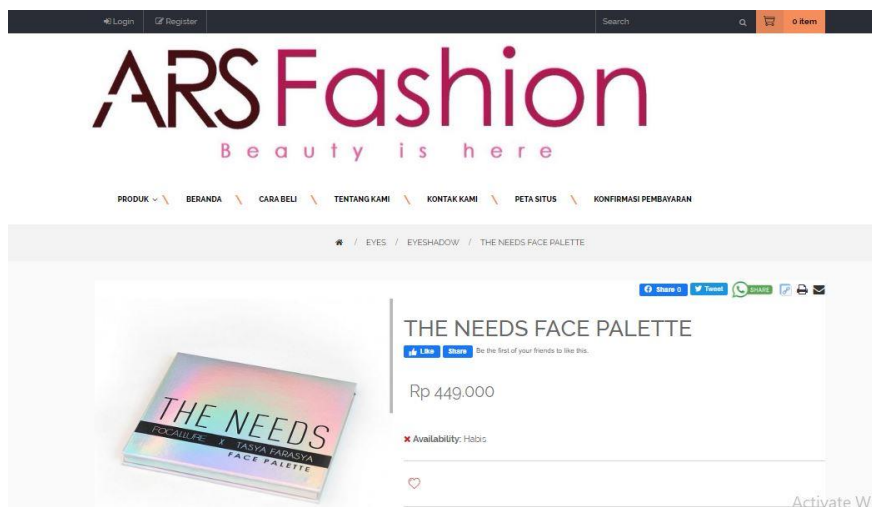 Login Register Search 0 item
ARS Fashion
Beauty is here
PRODUK \ BERANDA \ CARA BELI \ TENTANG KAMI \ KONTAK KAMI \ PETA SITUS \ KONFIRMASI PEMBAYARAN
/ EYES / EYESHADOW / THE NEEDS FACE PALETTE
Share 0 Tweet SHARE
THE NEEDS FACE PALETTE
Like Share Be the first of your friends to like this.
Rp 449.000
Availability: Habis
THE NEEDS
FOCALLURE X TASYA FARASYA
FACE PALETTE
Activate W